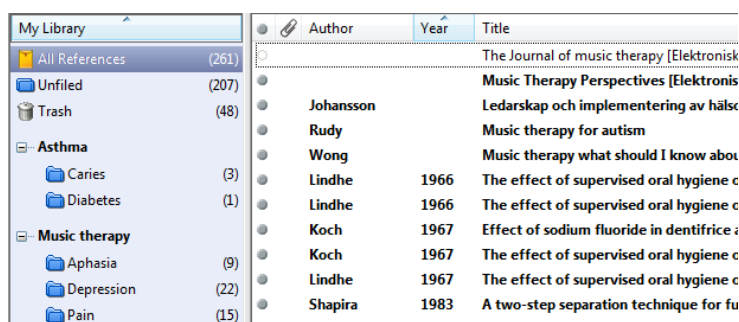 My Library
All References (261)
Unfiled (207)
Trash (48)
Asthma
Caries (3)
Diabetes (1)
Music therapy
Aphasia (9)
Depression (22)
Pain (15)
Author Year Title
The Journal of music therapy [Elektronisk
Music Therapy Perspectives [Elektronis
Johansson Ledarskap och implementering av hälso
Rudy Music therapy for autism
Wong Music therapy what should I know abou
Lindhe 1966 The effect of supervised oral hygiene o
Lindhe 1966 The effect of supervised oral hygiene o
Koch 1967 Effect of sodium fluoride in dentifrice a
Koch 1967 The effect of supervised oral hygiene o
Lindhe 1967 The effect of supervised oral hygiene o
Shapira 1983 A two-step separation technique for fu